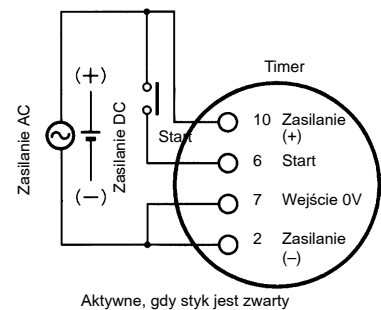 Timer
(+)
Zasilanie AC
Zasilanie DC
(–)
Start
10 Zasilanie
(+)
6 Start
7 Wejście 0V
2 Zasilanie
(–)
Aktywne, gdy styk jest zwarty